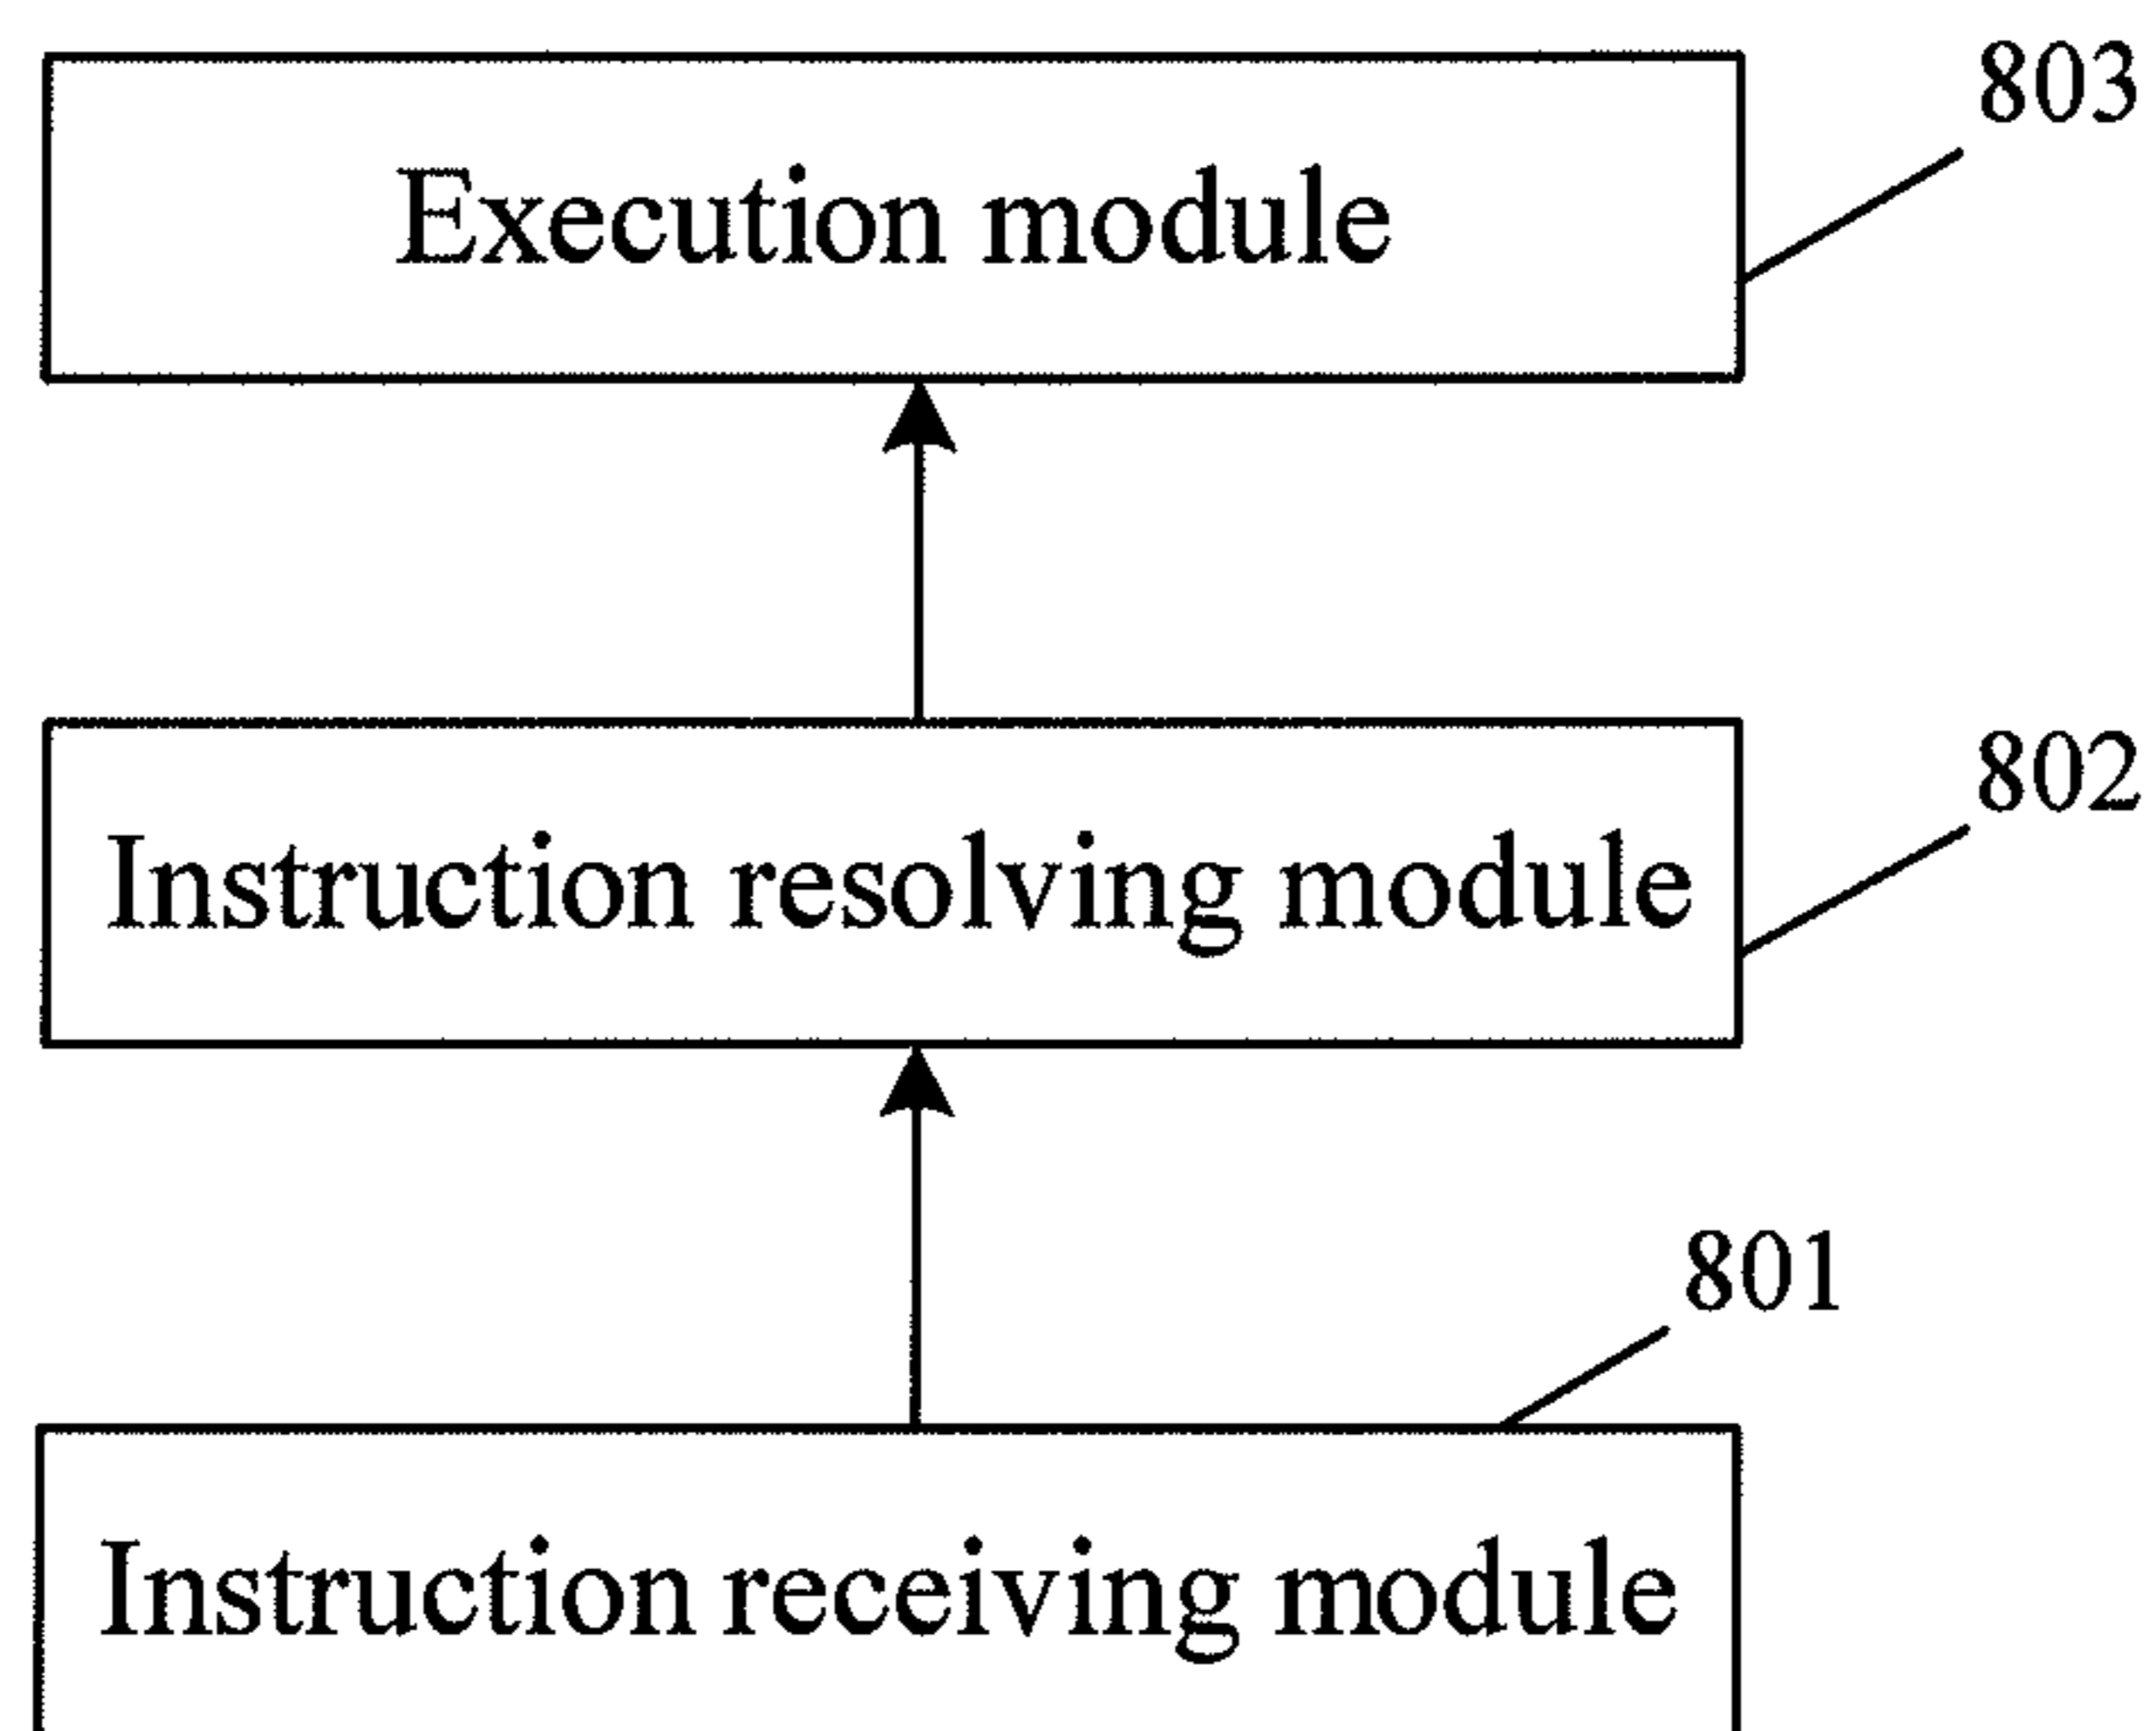 803
Execution module
802
Instruction resolving module
801
Instruction receiving module